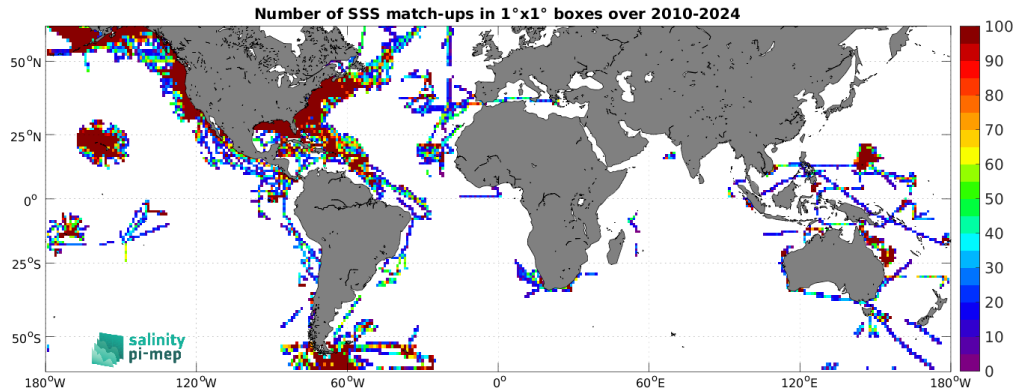 Number of SSS match-ups in 1°x1° boxes over 2010-2024
50°N
25°N
0°
25°S
50°S
180°W
120°W
60°W
0°
60°E
120°E
180°W
100
90
80
70
60
50
40
30
20
10
0
salinity
pi-mep